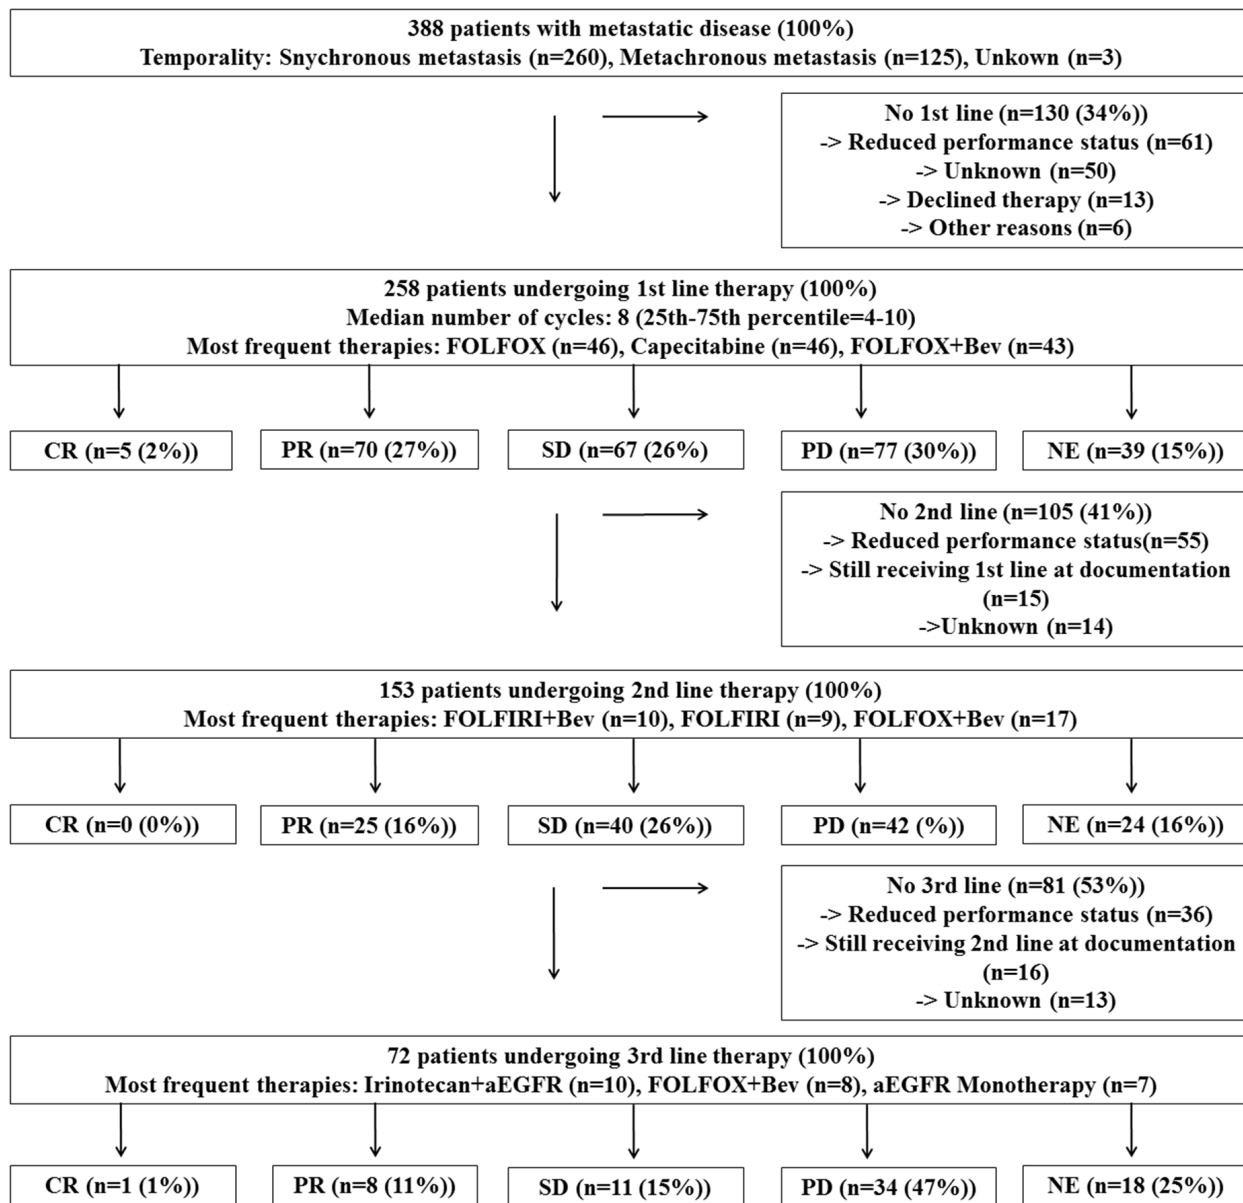 388 patients with metastatic disease (100%)
Temporality: Snychronous metastasis (n=260), Metachronous metastasis (n=125), Unkown (n=3)
No 1st line (n=130 (34%))
-> Reduced performance status (n=61)
-> Unknown (n=50)
-> Declined therapy (n=13)
-> Other reasons (n=6)
258 patients undergoing 1st line therapy (100%)
Median number of cycles: 8 (25th-75th percentile=4-10)
Most frequent therapies: FOLFOX (n=46), Capecitabine (n=46), FOLFOX+Bev (n=43)
CR (n=5 (2%))
PR (n=70 (27%))
SD (n=67 (26%)
PD (n=77 (30%))
NE (n=39 (15%))
No 2nd line (n=105 (41%))
-> Reduced performance status(n=55)
-> Still receiving 1st line at documentation
(n=15)
->Unknown (n=14)
153 patients undergoing 2nd line therapy (100%)
Most frequent therapies: FOLFIRI+Bev (n=10), FOLFIRI (n=9), FOLFOX+Bev (n=17)
CR (n=0 (0%))
PR (n=25 (16%))
SD (n=40 (26%))
PD (n=42 (%))
NE (n=24 (16%))
No 3rd line (n=81 (53%))
-> Reduced performance status (n=36)
-> Still receiving 2nd line at documentation
(n=16)
-> Unknown (n=13)
72 patients undergoing 3rd line therapy (100%)
Most frequent therapies: Irinotecan+aEGFR (n=10), FOLFOX+Bev (n=8), aEGFR Monotherapy (n=7)
CR (n=1 (1%))
PR (n=8 (11%))
SD (n=11 (15%))
PD (n=34 (47%))
NE (n=18 (25%))